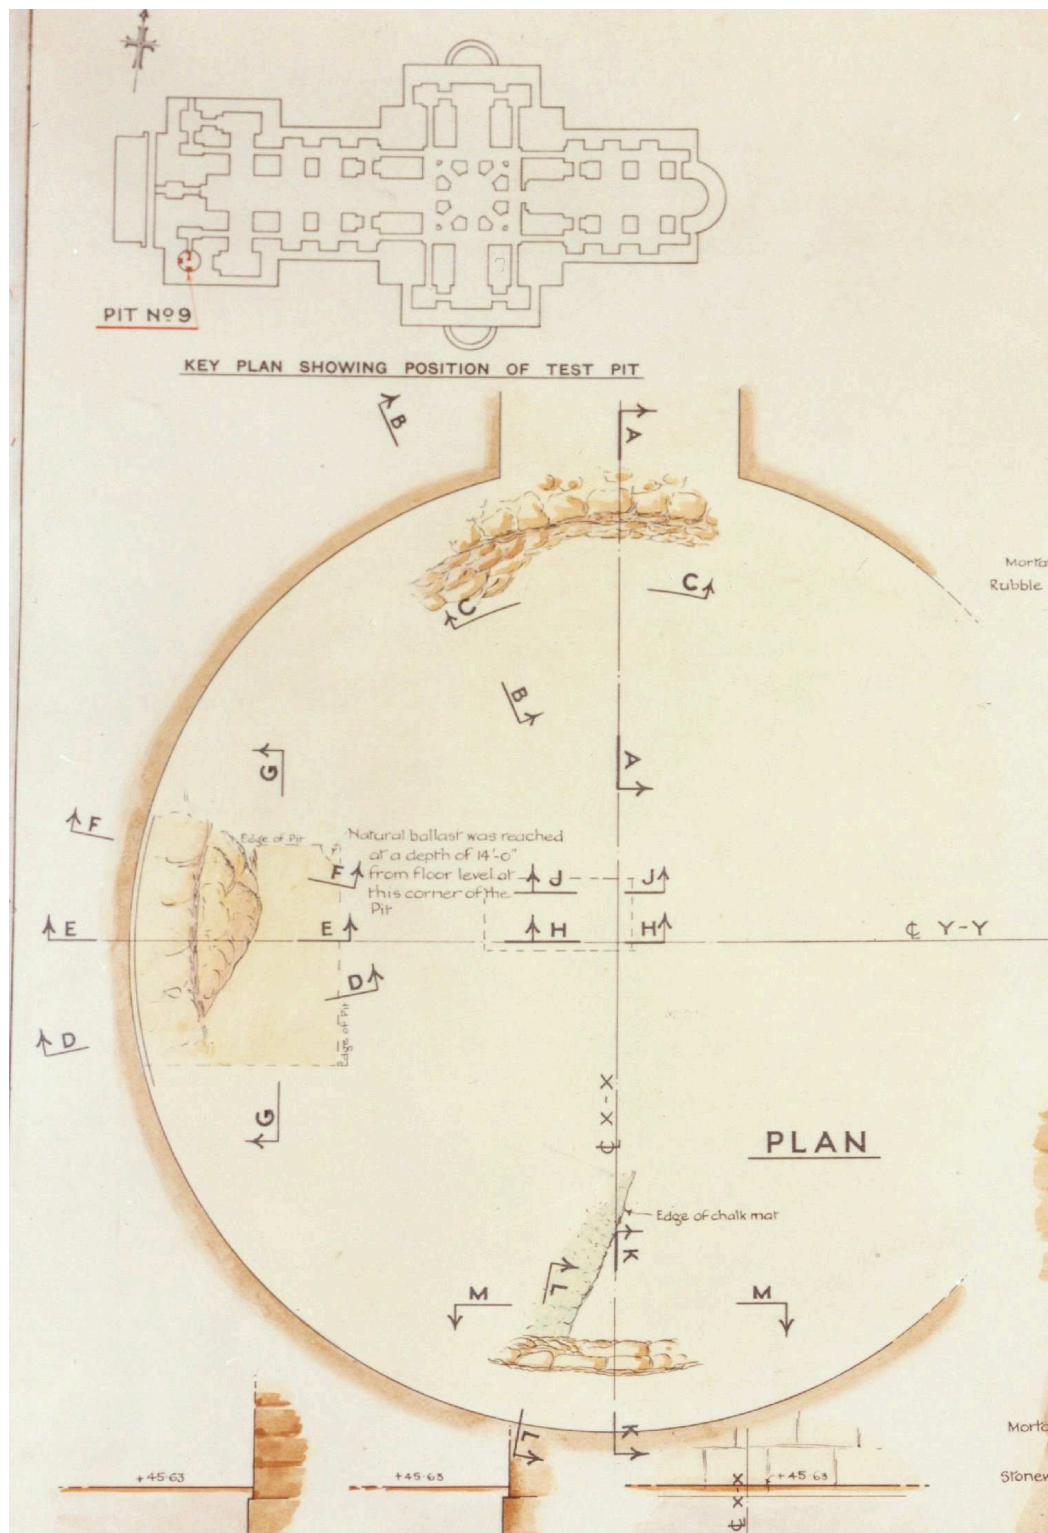 PIT Nº 9
KEY PLAN SHOWING POSITION OF TEST PIT
B
A
Rubble
C
C
B
A
G
F
Edge of Pit
Natural ballast was reached
at a depth of 14'-0"
from floor level at
this corner of the
Pit
F
J
J
E
E
H
H
℄ Y-Y
D
D
Edge of Pit
℄ X-X
G
PLAN
Edge of chalk mat
K
L
M
M
L
K
+45·63
+45·63
+45·63
℄ X-X